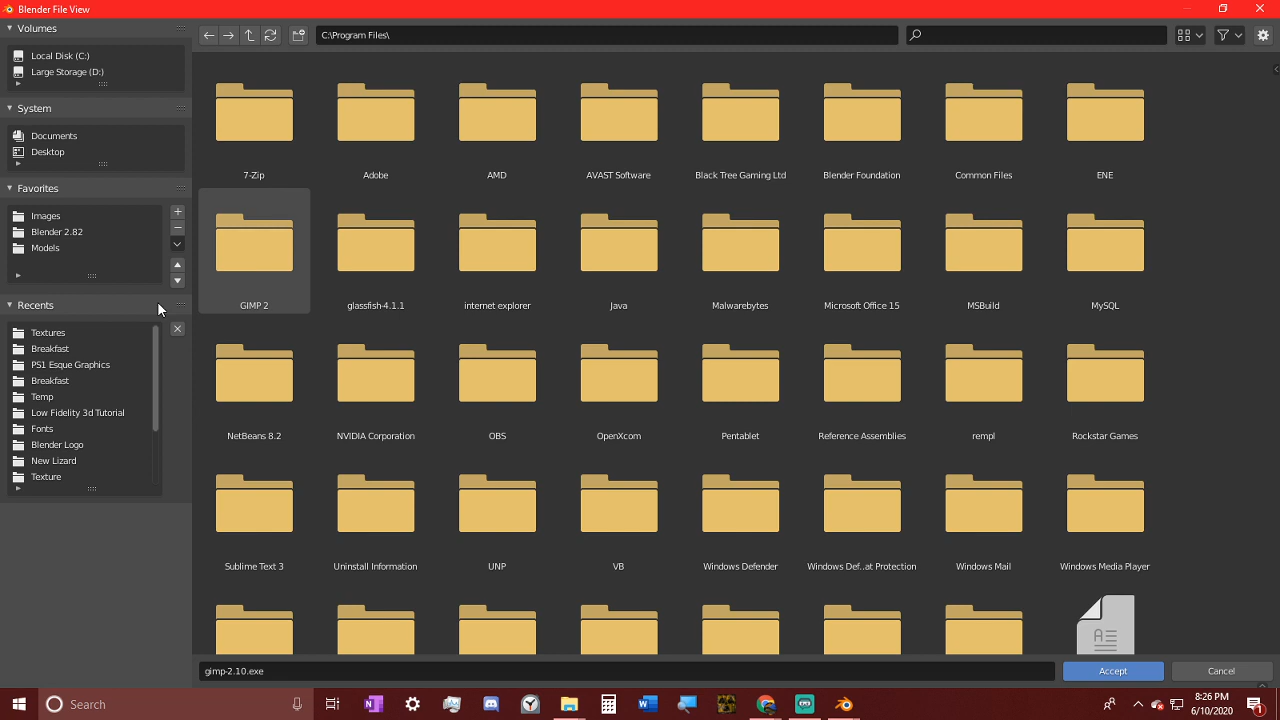 Blender File View
Volumes
Local Disk (C:)
Large Storage (D:)
System
Documents
Desktop
Favorites
Images
Blender 2.82
Models
Recents
Textures
Breakfast
PS1 Esque Graphics
Breakfast
Temp
Low Fidelity 3d Tutorial
Fonts
Blender Logo
New Lizard
Texture
C:\Program Files\
7-Zip Adobe AMD AVAST Software Black Tree Gaming Ltd Blender Foundation Common Files ENE
GIMP 2 glassfish-4.1.1 internet explorer Java Malwarebytes Microsoft Office 15 MSBuild MySQL
NetBeans 8.2 NVIDIA Corporation OBS OpenXcom Pentablet Reference Assemblies rempl Rockstar Games
Sublime Text 3 Uninstall Information UNP VB Windows Defender Windows Def..at Protection Windows Mail Windows Media Player
gimp-2.10.exe Accept Cancel
Search
8:26 PM
6/10/2020
1